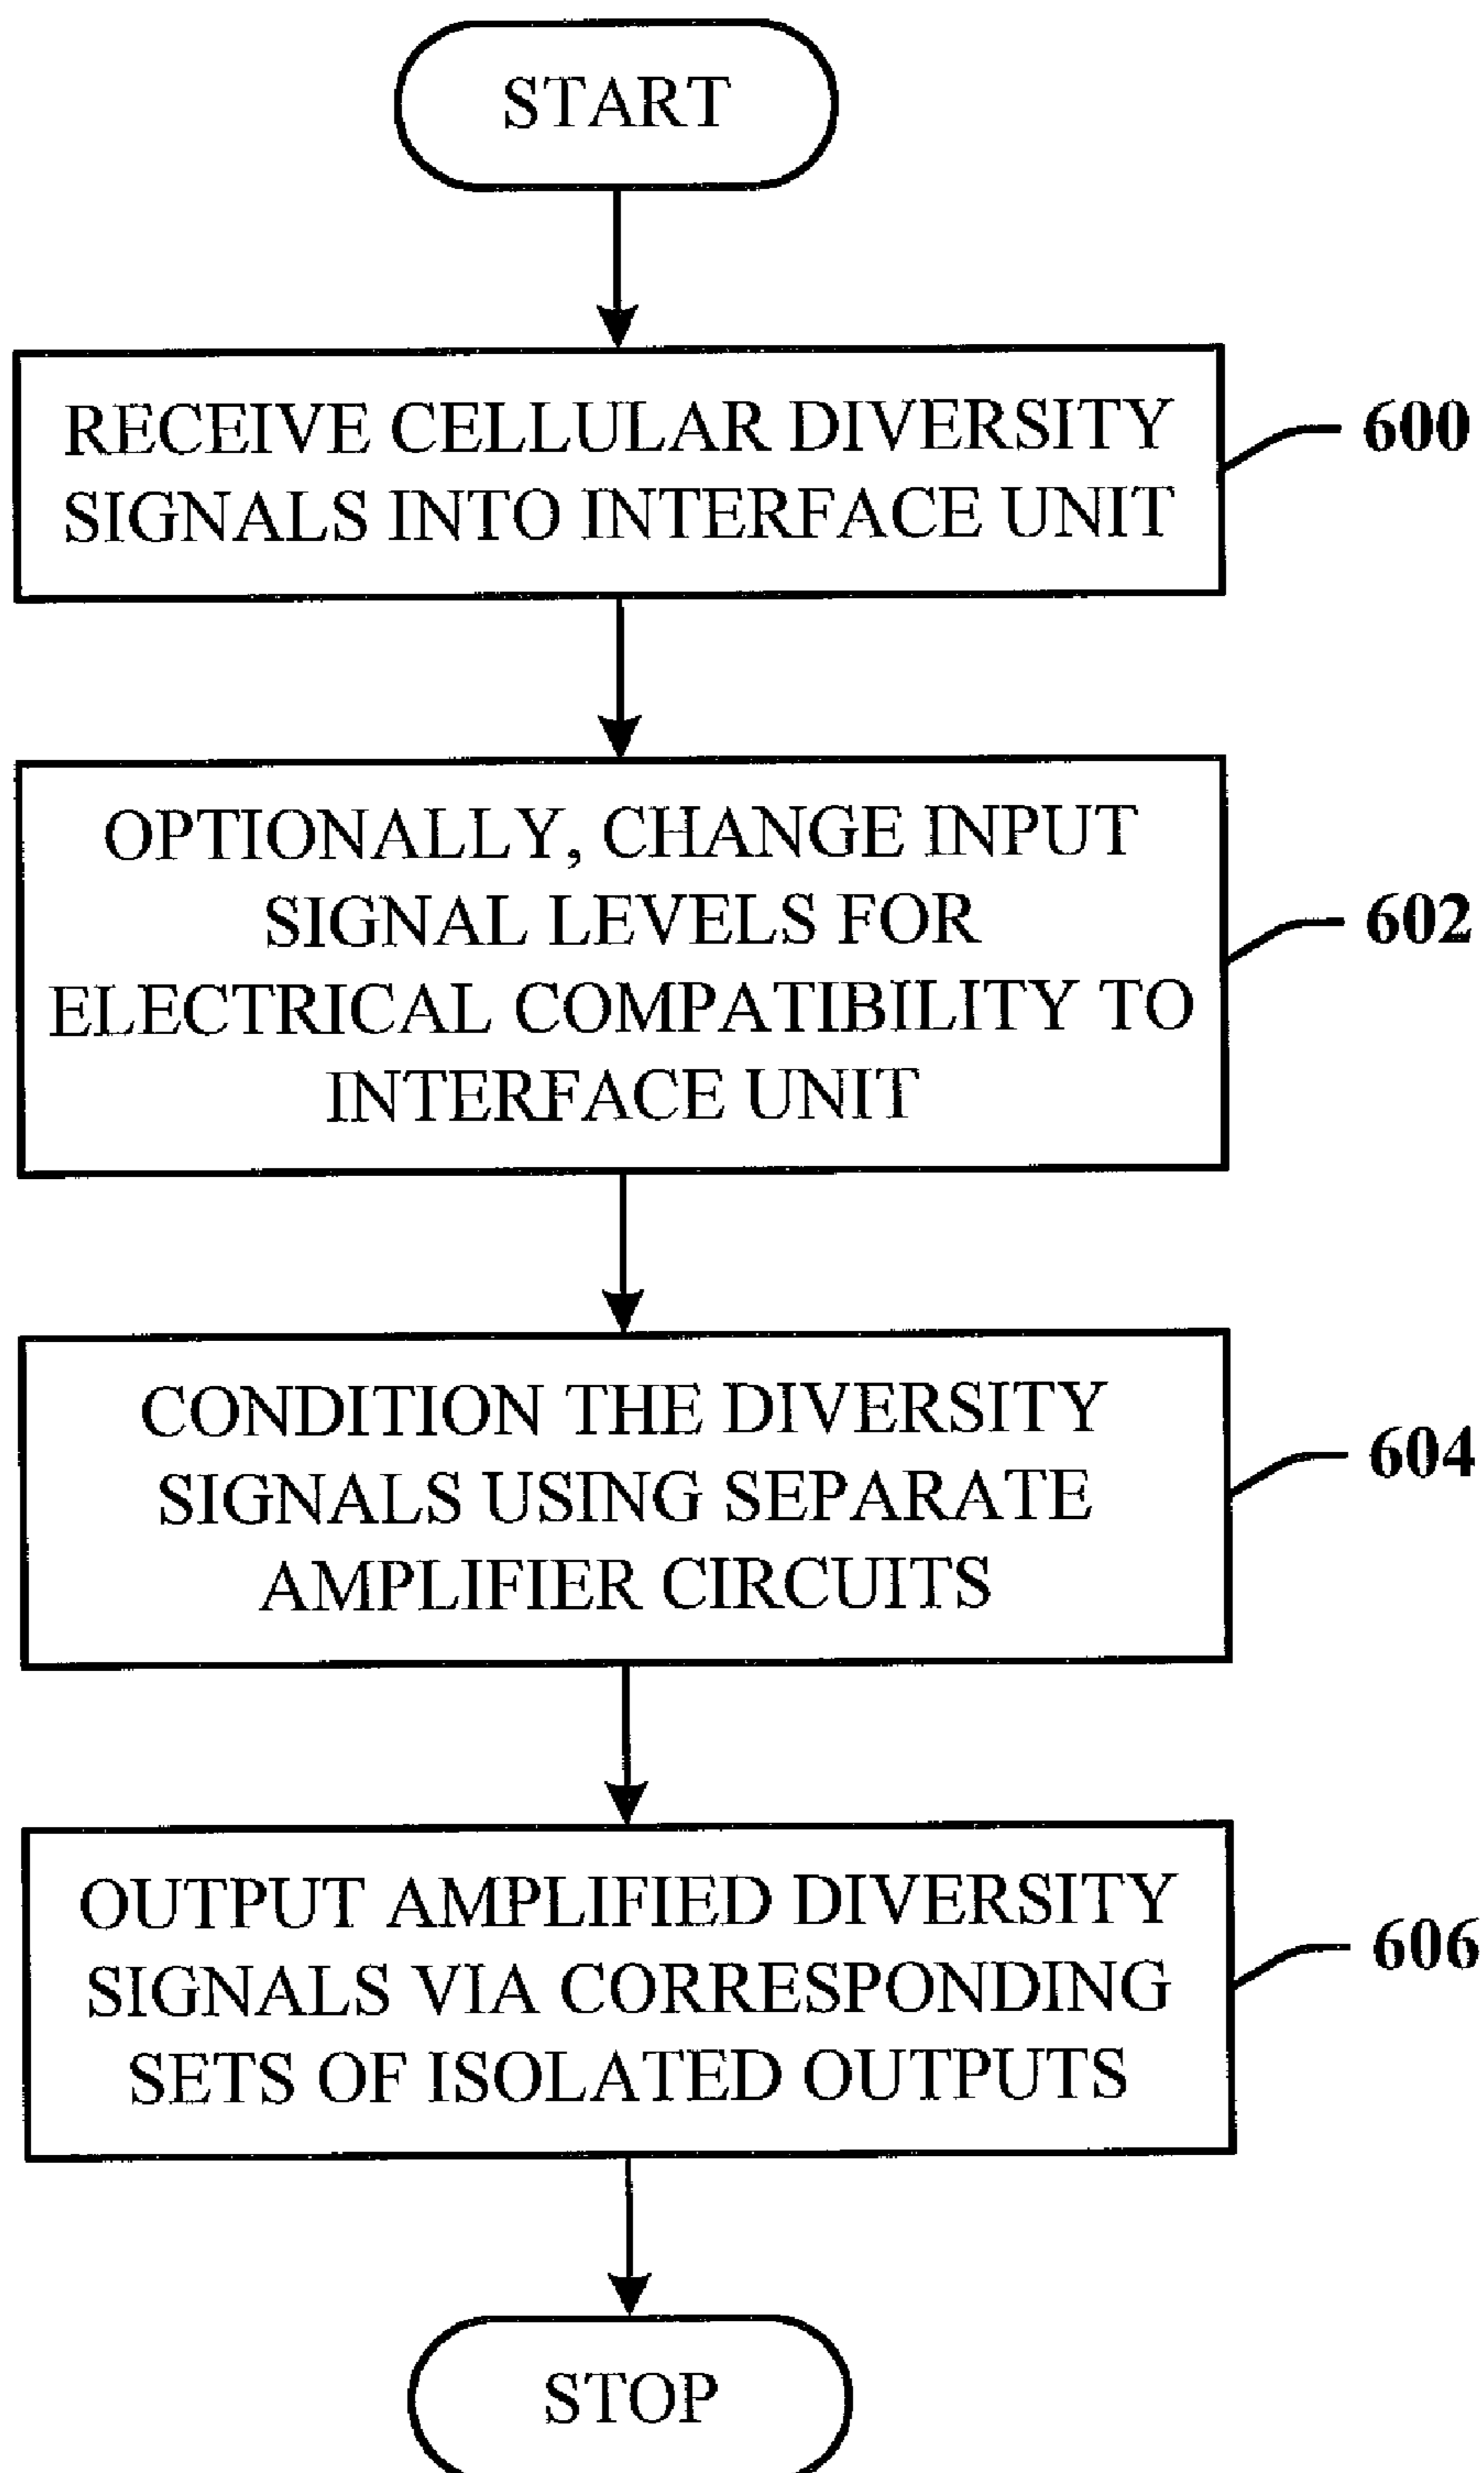 START
RECEIVE CELLULAR DIVERSITY
SIGNALS INTO INTERFACE UNIT
600
OPTIONALLY, CHANGE INPUT
SIGNAL LEVELS FOR
ELECTRICAL COMPATIBILITY TO
INTERFACE UNIT
602
CONDITION THE DIVERSITY
SIGNALS USING SEPARATE
AMPLIFIER CIRCUITS
604
OUTPUT AMPLIFIED DIVERSITY
SIGNALS VIA CORRESPONDING
SETS OF ISOLATED OUTPUTS
606
STOP